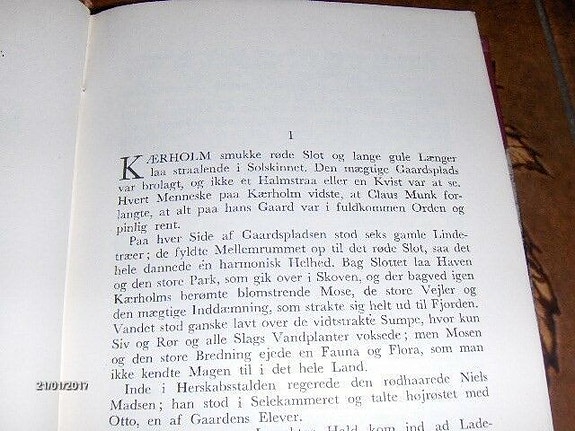 1
KÆRHOLM smukke røde Slot og lange gule Længer
laa straalende i Solskinnet. Den mægtige Gaardsplads
var brolagt, og ikke et Halmstraa eller en Kvist var at se.
Hvert Menneske paa Kærholm vidste, at Claus Munk for-
langte, at alt paa hans Gaard var i fuldkommen Orden og
pinlig rent.
Paa hver Side af Gaardspladsen stod seks gamle Linde-
træer; de fyldte Mellemrummet op til det røde Slot, saa det
hele dannede én harmonisk Helhed. Bag Slottet laa Haven
og den store Park, som gik over i Skoven, og der bagved igen
Kærholms berømte blomstrende Mose, de store Vejler og
den mægtige Inddæmning, som strakte sig helt ud til Fjorden.
Vandet stod ganske lavt over de vidtstrakte Sumpe, hvor kun
Siv og Rør og alle Slags Vandplanter voksede; men Mosen
og den store Bredning ejede en Fauna og Flora, som man
ikke kendte Magen til i det hele Land.
Inde i Herskabsstalden regerede den rødhaarede Niels
Madsen; han stod i Selekammeret og talte højrøstet med
Otto, en af Gaardens Elever.
Hald kom ind ad Lade-
21/01/2017